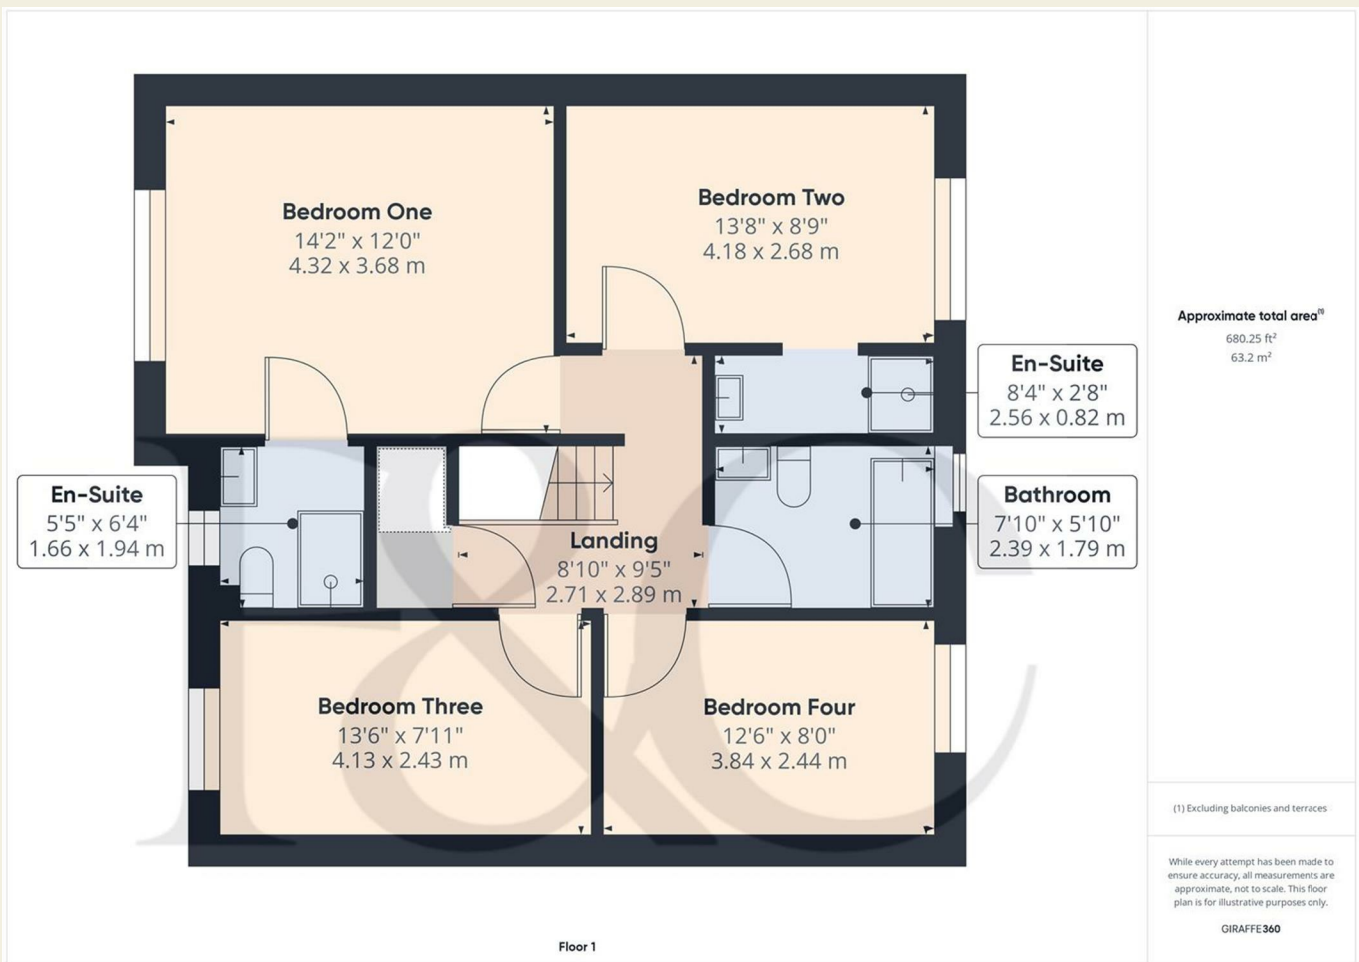 Bedroom One
14'2" x 12'0"
4.32 x 3.68 m
Bedroom Two
13'8" x 8'9"
4.18 x 2.68 m
En-Suite
8'4" x 2'8"
2.56 x 0.82 m
En-Suite
5'5" x 6'4"
1.66 x 1.94 m
Bathroom
7'10" x 5'10"
2.39 x 1.79 m
Landing
8'10" x 9'5"
2.71 x 2.89 m
Bedroom Three
13'6" x 7'11"
4.13 x 2.43 m
Bedroom Four
12'6" x 8'0"
3.84 x 2.44 m
F&C
Floor 1
Approximate total area(1)
680.25 ft²
63.2 m²
(1) Excluding balconies and terraces
While every attempt has been made to
ensure accuracy, all measurements are
approximate, not to scale. This floor
plan is for illustrative purposes only.
GIRAFFE360